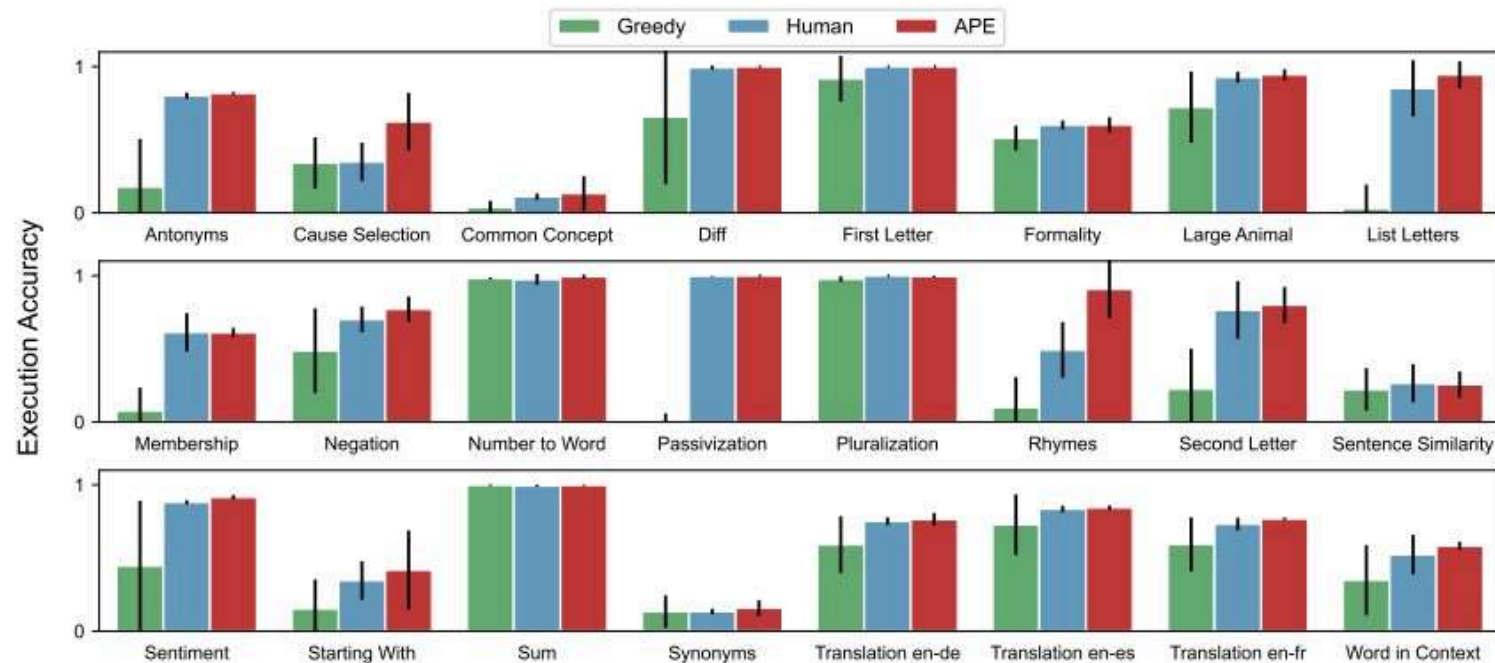 Greedy Human APE
Execution Accuracy
1
0
Antonyms Cause Selection Common Concept Diff First Letter Formality Large Animal List Letters
1
0
Membership Negation Number to Word Passivization Pluralization Rhymes Second Letter Sentence Similarity
1
0
Sentiment Starting With Sum Synonyms Translation en-de Translation en-es Translation en-fr Word in Context